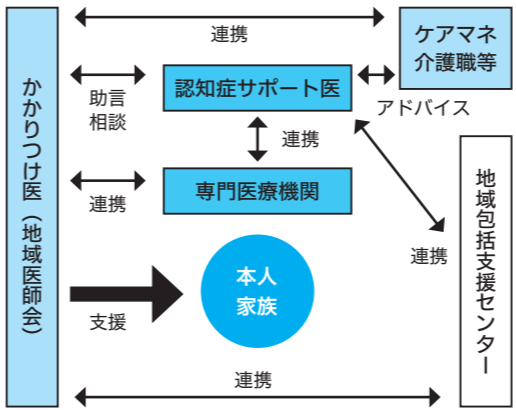 連携
ケアマネ
介護職等
かかりつけ医（地域医師会）
助言
相談
認知症サポート医
アドバイス
連携
連携
専門医療機関
地域包括支援センター
連携
本人
家族
支援
連携